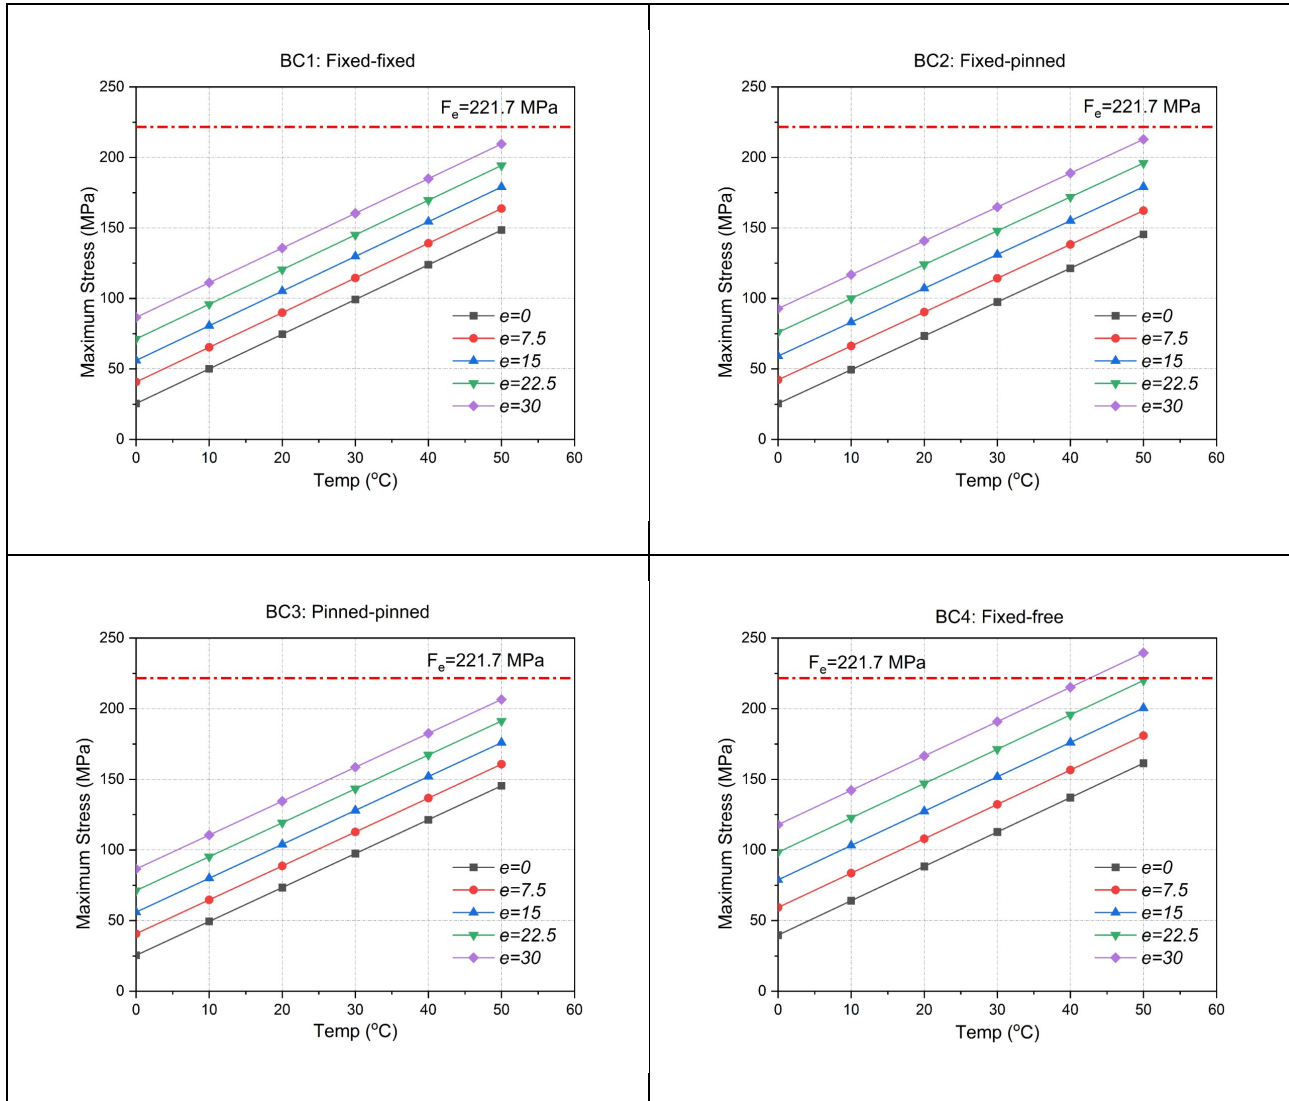 BC1: Fixed-fixed
250
200
150
100
50
0
Maximum Stress (MPa)
Fe=221.7 MPa
e=0
e=7.5
e=15
e=22.5
e=30
0 10 20 30 40 50 60
Temp (oC)
BC2: Fixed-pinned
250
200
150
100
50
0
Maximum Stress (MPa)
Fe=221.7 MPa
e=0
e=7.5
e=15
e=22.5
e=30
0 10 20 30 40 50 60
Temp (oC)
BC3: Pinned-pinned
250
200
150
100
50
0
Maximum Stress (MPa)
Fe=221.7 MPa
e=0
e=7.5
e=15
e=22.5
e=30
0 10 20 30 40 50 60
Temp (oC)
BC4: Fixed-free
250
200
150
100
50
0
Maximum Stress (MPa)
Fe=221.7 MPa
e=0
e=7.5
e=15
e=22.5
e=30
0 10 20 30 40 50 60
Temp (oC)